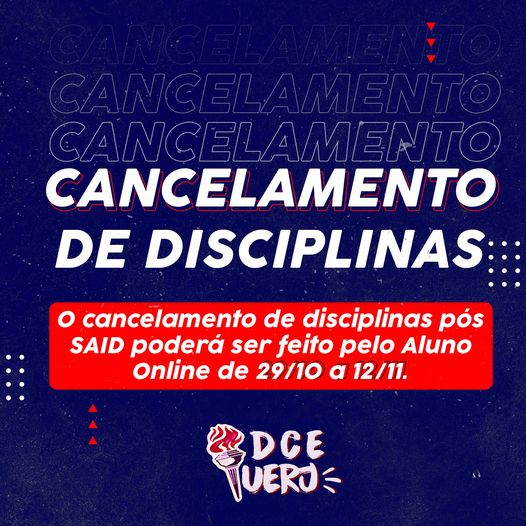 CANCELAMENTO
CANCELAMENTO
CANCELAMENTO
CANCELAMENTO
DE DISCIPLINAS
O cancelamento de disciplinas pós
SAID poderá ser feito pelo Aluno
Online de 29/10 a 12/11.
DCE
UERJ